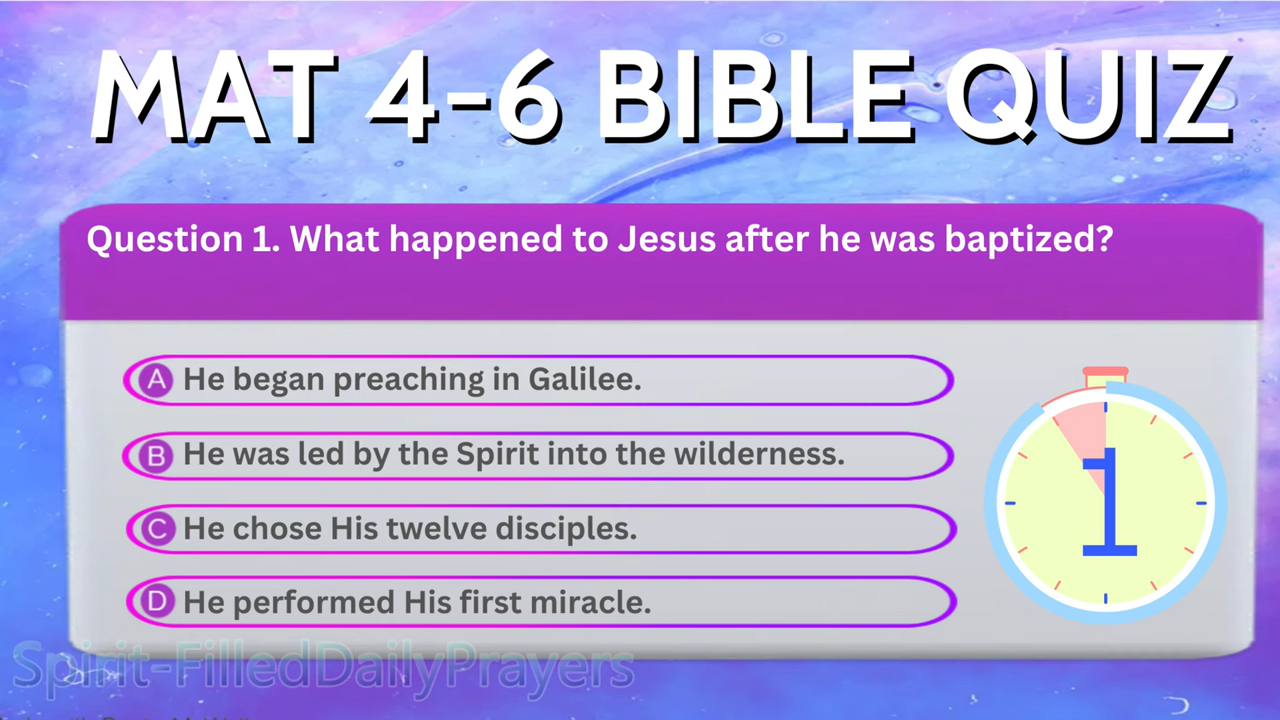 MAT 4-6 BIBLE QUIZ
Question 1. What happened to Jesus after he was baptized?
A He began preaching in Galilee.
B He was led by the Spirit into the wilderness.
C He chose His twelve disciples.
D He performed His first miracle.
1
Spirit-FilledDailyPrayers